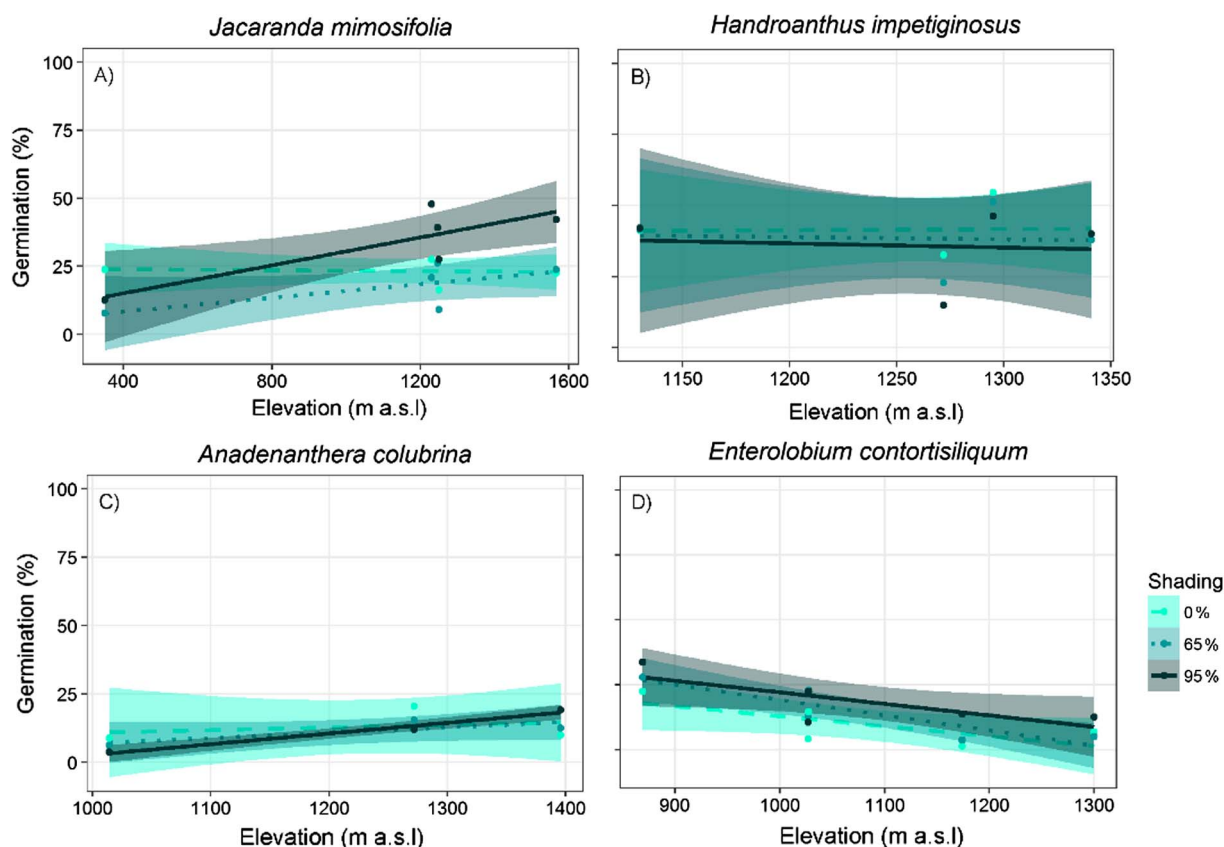 Jacaranda mimosifolia
Handroanthus impetiginosus
A)
B)
Germination (%)
100
75
50
25
0
400
800
1200
1600
1150
1200
1250
1300
1350
Elevation (m a.s.l)
Elevation (m a.s.l)
Anadenanthera colubrina
Enterolobium contortisiliquum
C)
D)
Germination (%)
100
75
50
25
0
1000
1100
1200
1300
1400
900
1000
1100
1200
1300
Elevation (m a.s.l)
Elevation (m a.s.l)
Shading
0%
65%
95%